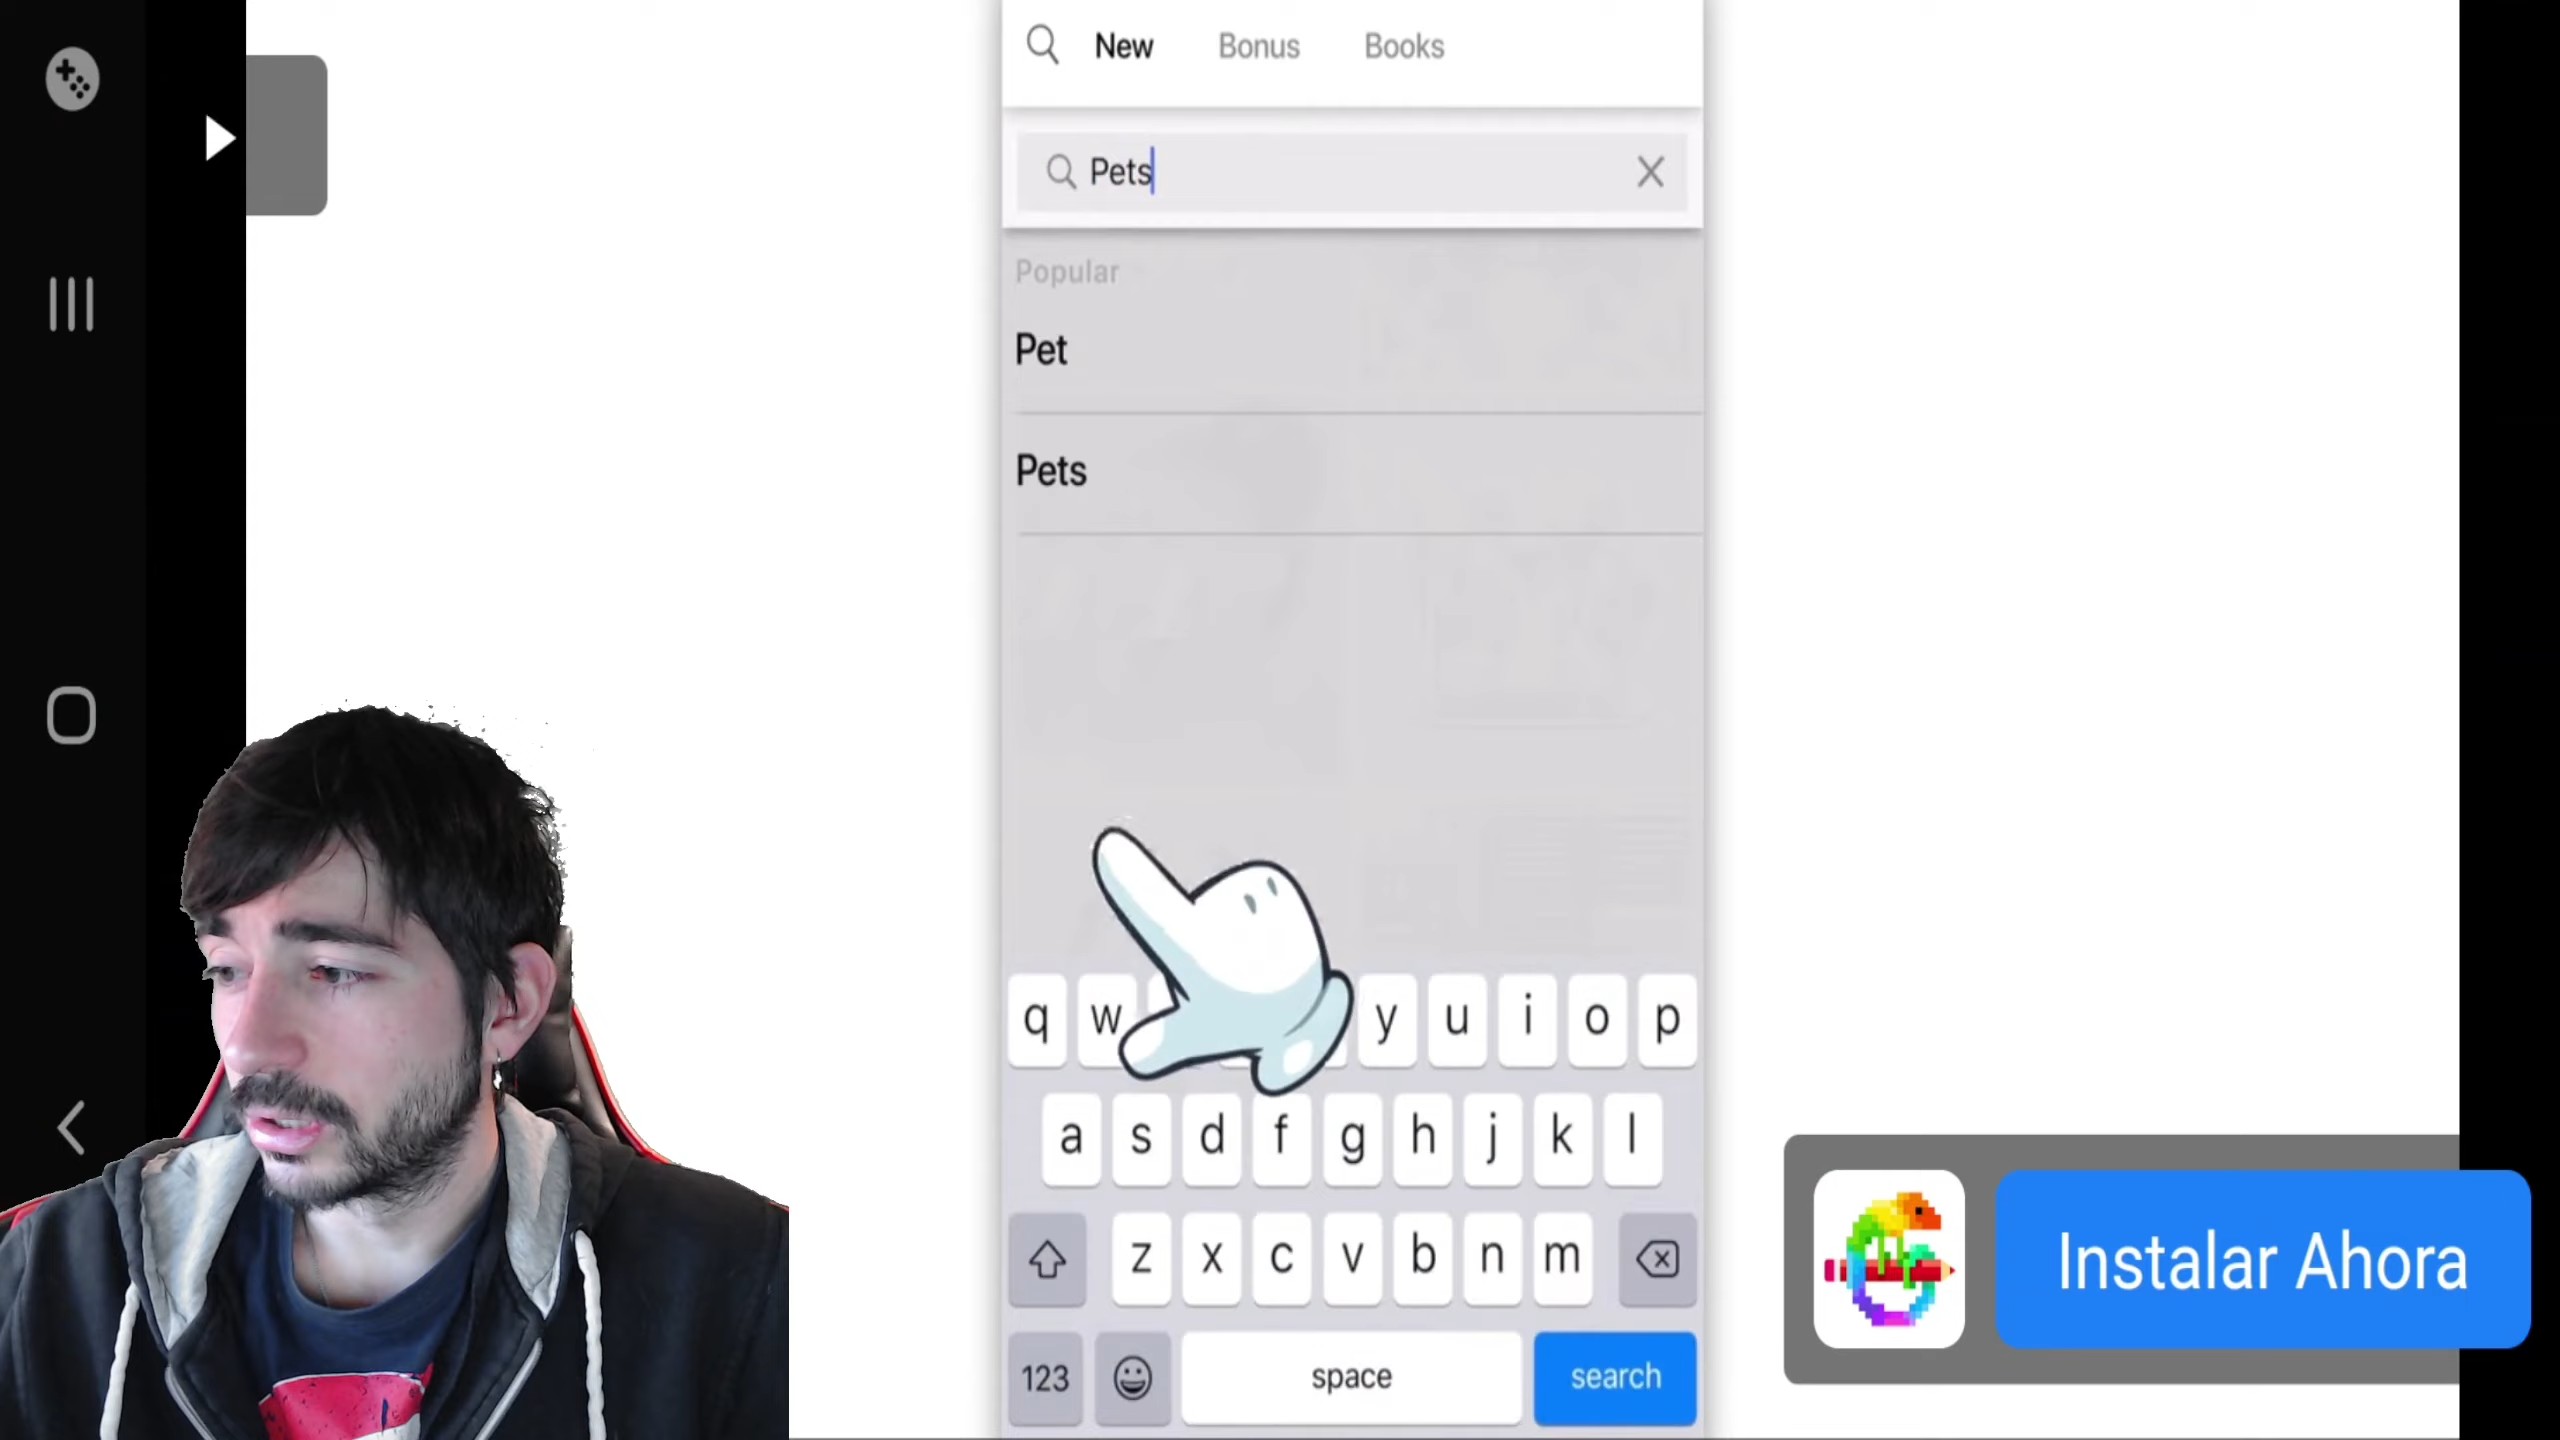 New Bonus Books
Pets
Popular
Pet
Pets
q w y u i o p
a s d f g h j k l
z x c v b n m
123 space search
Instalar Ahora